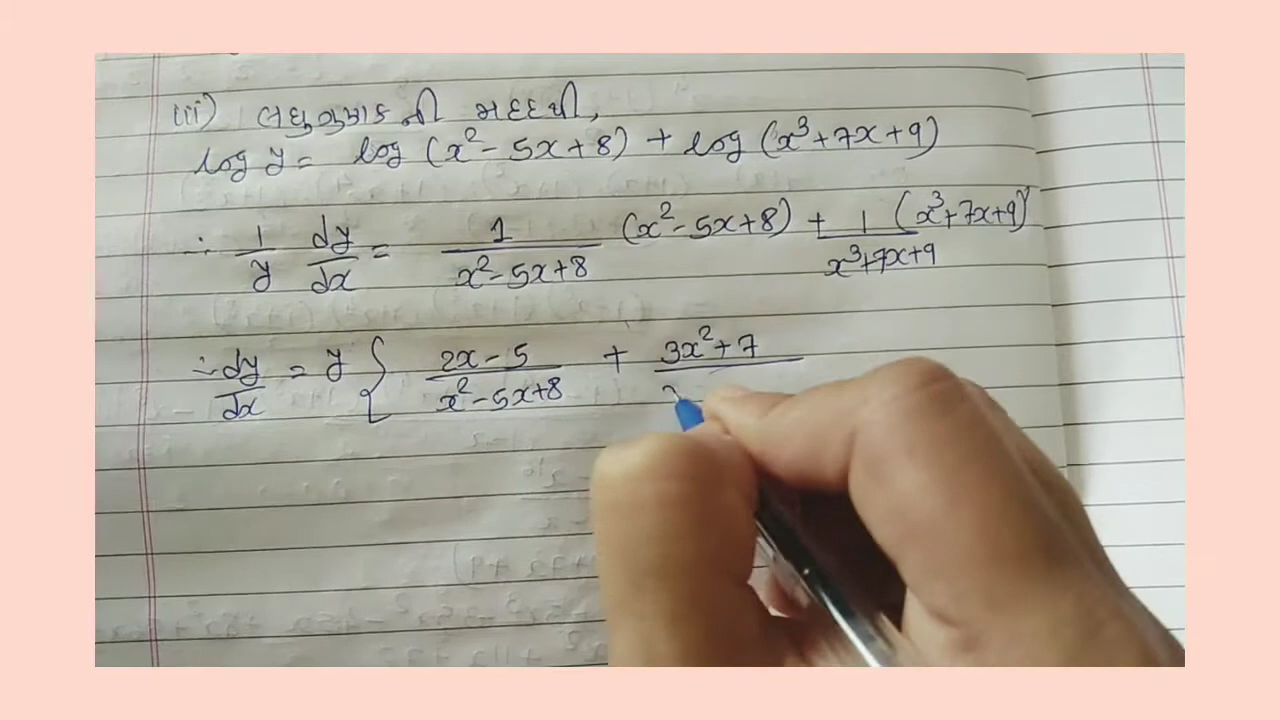 iii) લઘુગુણક ની મદદથી,
log y = log (x² - 5x + 8) + log (x³ + 7x + 9)
∴ 1/y dy/dx = 1/(x² - 5x + 8) (x² - 5x + 8) + 1/(x³ + 7x + 9) (x³ + 7x + 9)'
∴ dy/dx = y { (2x - 5)/(x² - 5x + 8) + (3x² + 7)/